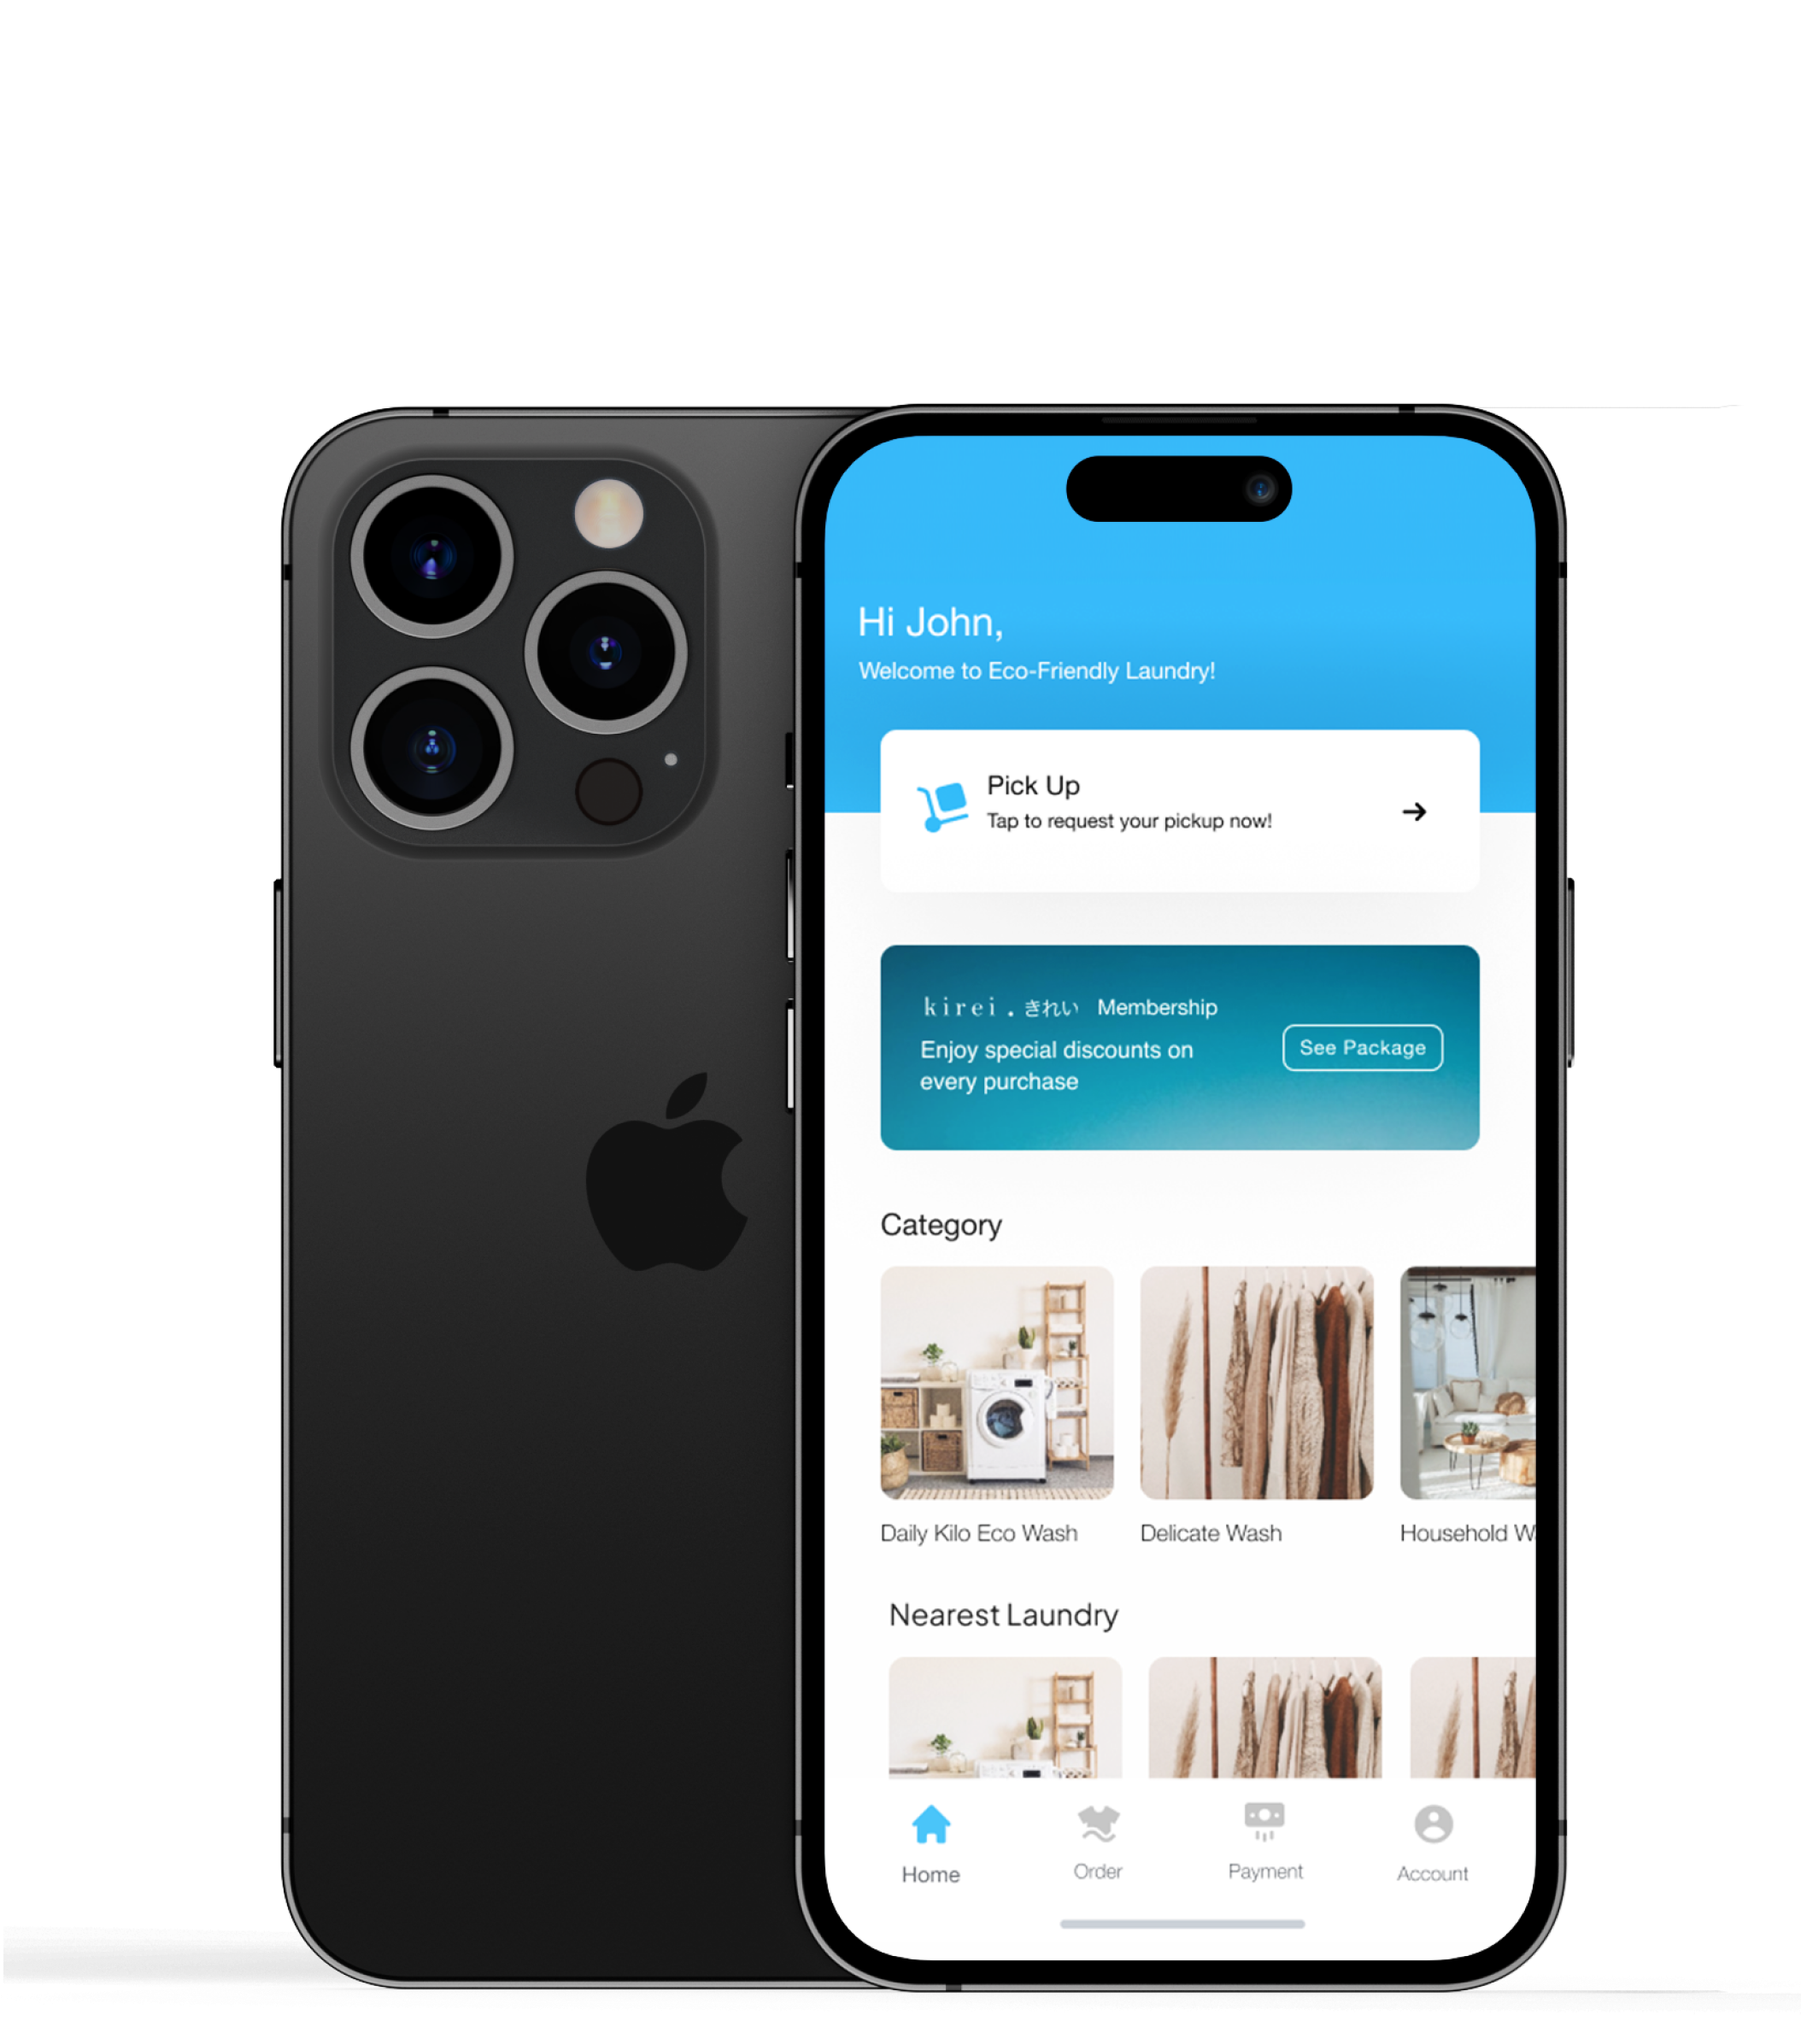 Hi John,
Welcome to Eco-Friendly Laundry!
Pick Up
Tap to request your pickup now!
kirei . きれい Membership
Enjoy special discounts on
every purchase
See Package
Category
Daily Kilo Eco Wash
Delicate Wash
Household
Nearest Laundry
Home
Order
Payment
Account